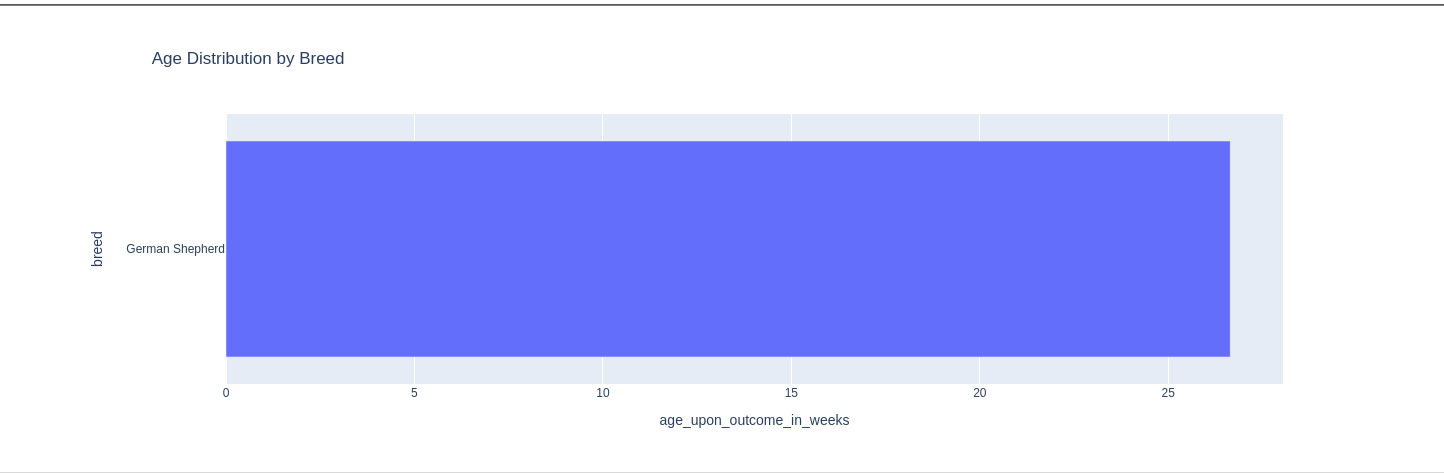 Age Distribution by Breed
breed
German Shepherd
0 5 10 15 20 25
age_upon_outcome_in_weeks